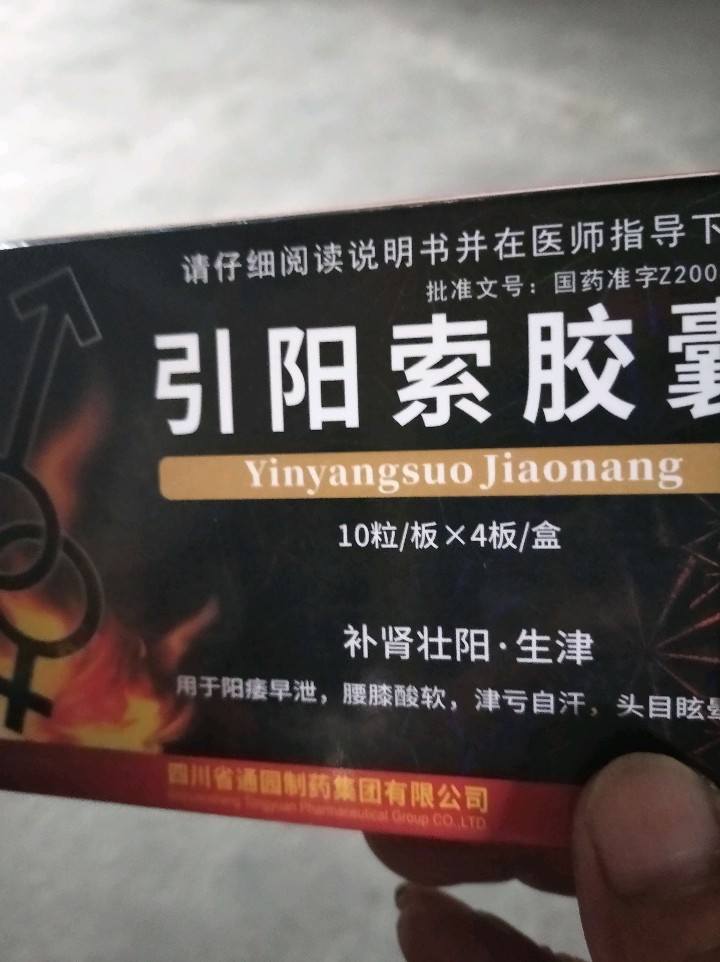 请仔细阅读说明书并在医师指导下
批准文号：国药准字Z200
引阳索胶囊
Yinyangsuo Jiaonang
10粒/板×4板/盒
补肾壮阳·生津
用于阳痿早泄，腰膝酸软，津亏自汗，头目眩晕
四川省通园制药集团有限公司
Tongyuan Pharmaceutical Group CO.,LTD